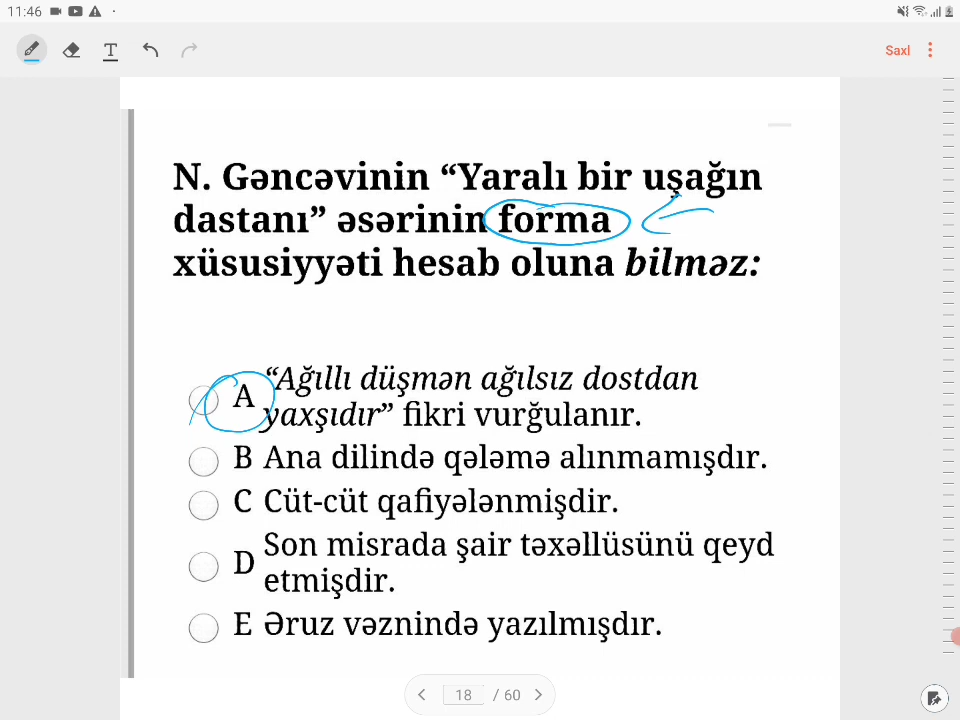 11:46
Saxl
N. Gəncəvinin “Yaralı bir uşağın
dastanı” əsərinin forma
xüsusiyyəti hesab oluna bilməz:
A “Ağıllı düşmən ağılsız dostdan
yaxşıdır” fikri vurğulanır.
B Ana dilində qələmə alınmamışdır.
C Cüt-cüt qafiyələnmişdir.
D Son misrada şair təxəllüsünü qeyd
etmişdir.
E Əruz vəznində yazılmışdır.
18 / 60